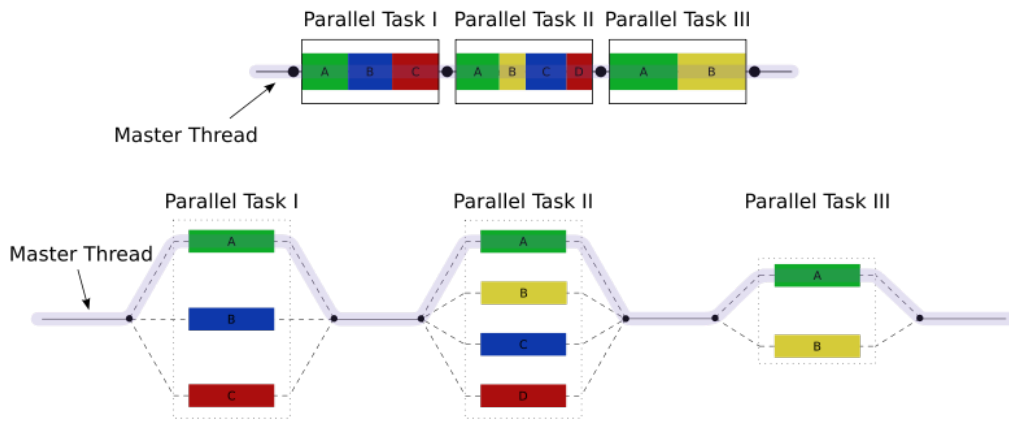 Parallel Task I Parallel Task II Parallel Task III
A B C A B C D A B
Master Thread
Parallel Task I Parallel Task II Parallel Task III
A A
Master Thread A
B
B
C
B
C D